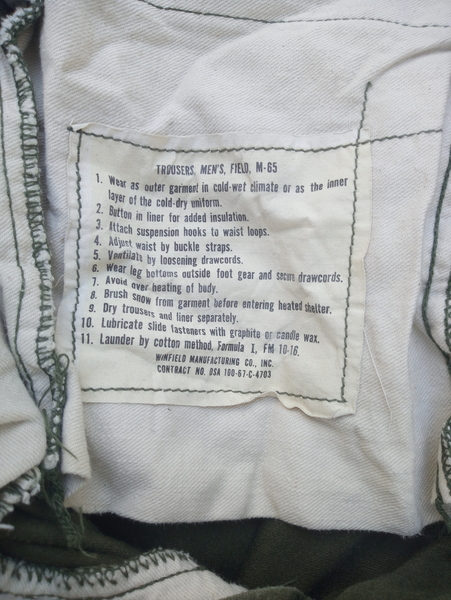 TROUSERS, MEN'S, FIELD, M-65
1. Wear as outer garment in cold-wet climate or as the inner
layer of the cold-dry uniform.
2. Button in liner for added insulation.
3. Attach suspension hooks to waist loops.
4. Adjust waist by buckle straps.
5. Ventilate by loosening drawcords.
6. Wear leg bottoms outside foot gear and secure drawcords.
7. Avoid over heating of body.
8. Brush snow from garment before entering heated shelter.
9. Dry trousers and liner separately.
10. Lubricate slide fasteners with graphite or candle wax.
11. Launder by cotton method, Formula I, FM 10-16.
WINFIELD MANUFACTURING CO., INC.
CONTRACT NO. DSA 100-67-C-4703